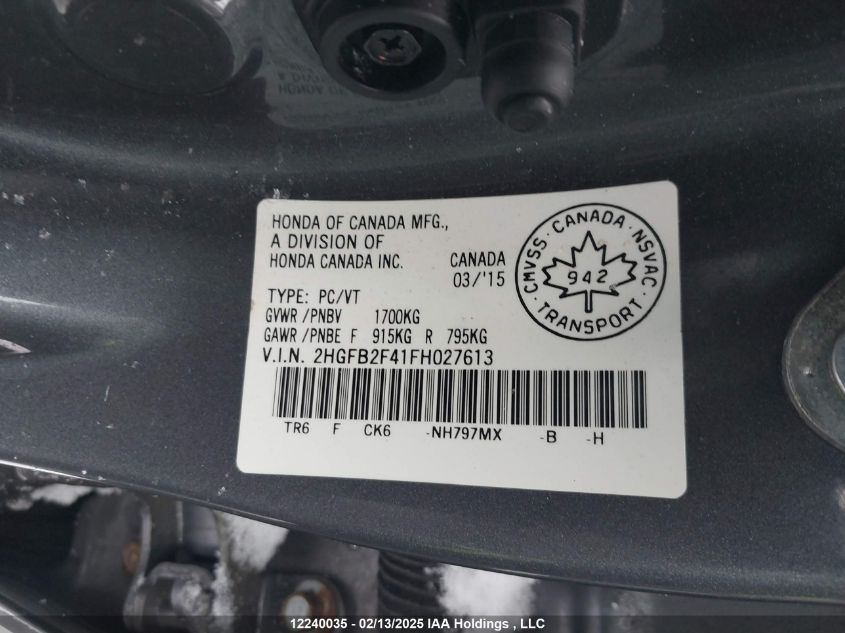 HONDA OF CANADA MFG.,
A DIVISION OF
HONDA CANADA INC.
CANADA
03/'15
TYPE: PC/VT
GVWR /PNBV 1700KG
GAWR /PNBE F 915KG R 795KG
V.I.N. 2HGFB2F41FH027613
TR6 F CK6 -NH797MX -B -H
CMVSS · CANADA · NSVAC
942
· TRANSPORT ·
12240035 - 02/13/2025 IAA Holdings , LLC